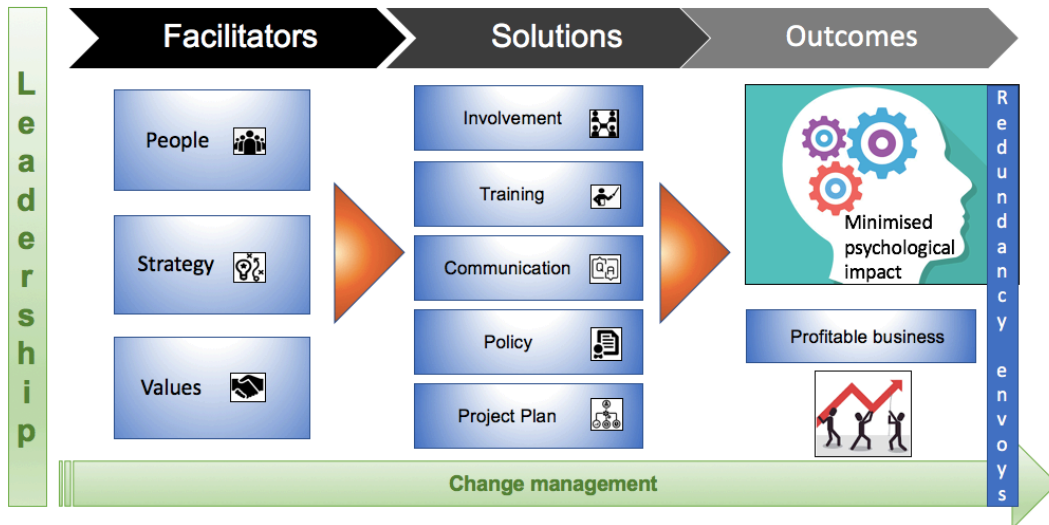 Facilitators
Solutions
Outcomes
Leadership
People
Strategy
Values
Involvement
Training
Communication
Q A
Policy
Project Plan
Minimised
psychological
impact
Profitable business
Redundancy envoys
Change management